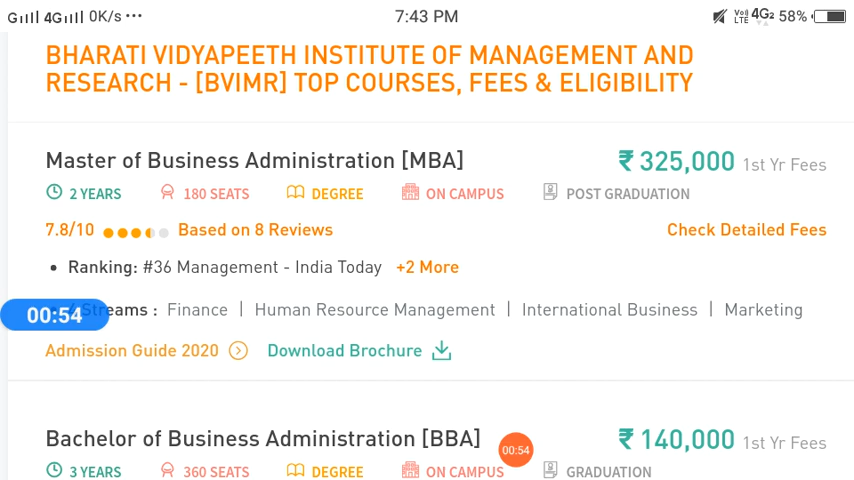 4G 0K/s ... 7:43 PM Voi) LTE 4G2 58%
BHARATI VIDYAPEETH INSTITUTE OF MANAGEMENT AND
RESEARCH - [BVIMR] TOP COURSES, FEES & ELIGIBILITY
Master of Business Administration [MBA] ₹ 325,000 1st Yr Fees
2 YEARS 180 SEATS DEGREE ON CAMPUS POST GRADUATION
7.8/10 Based on 8 Reviews Check Detailed Fees
• Ranking: #36 Management - India Today +2 More
00:54 Streams : Finance | Human Resource Management | International Business | Marketing
Admission Guide 2020 Download Brochure
Bachelor of Business Administration [BBA] 00:54 ₹ 140,000 1st Yr Fees
3 YEARS 360 SEATS DEGREE ON CAMPUS GRADUATION